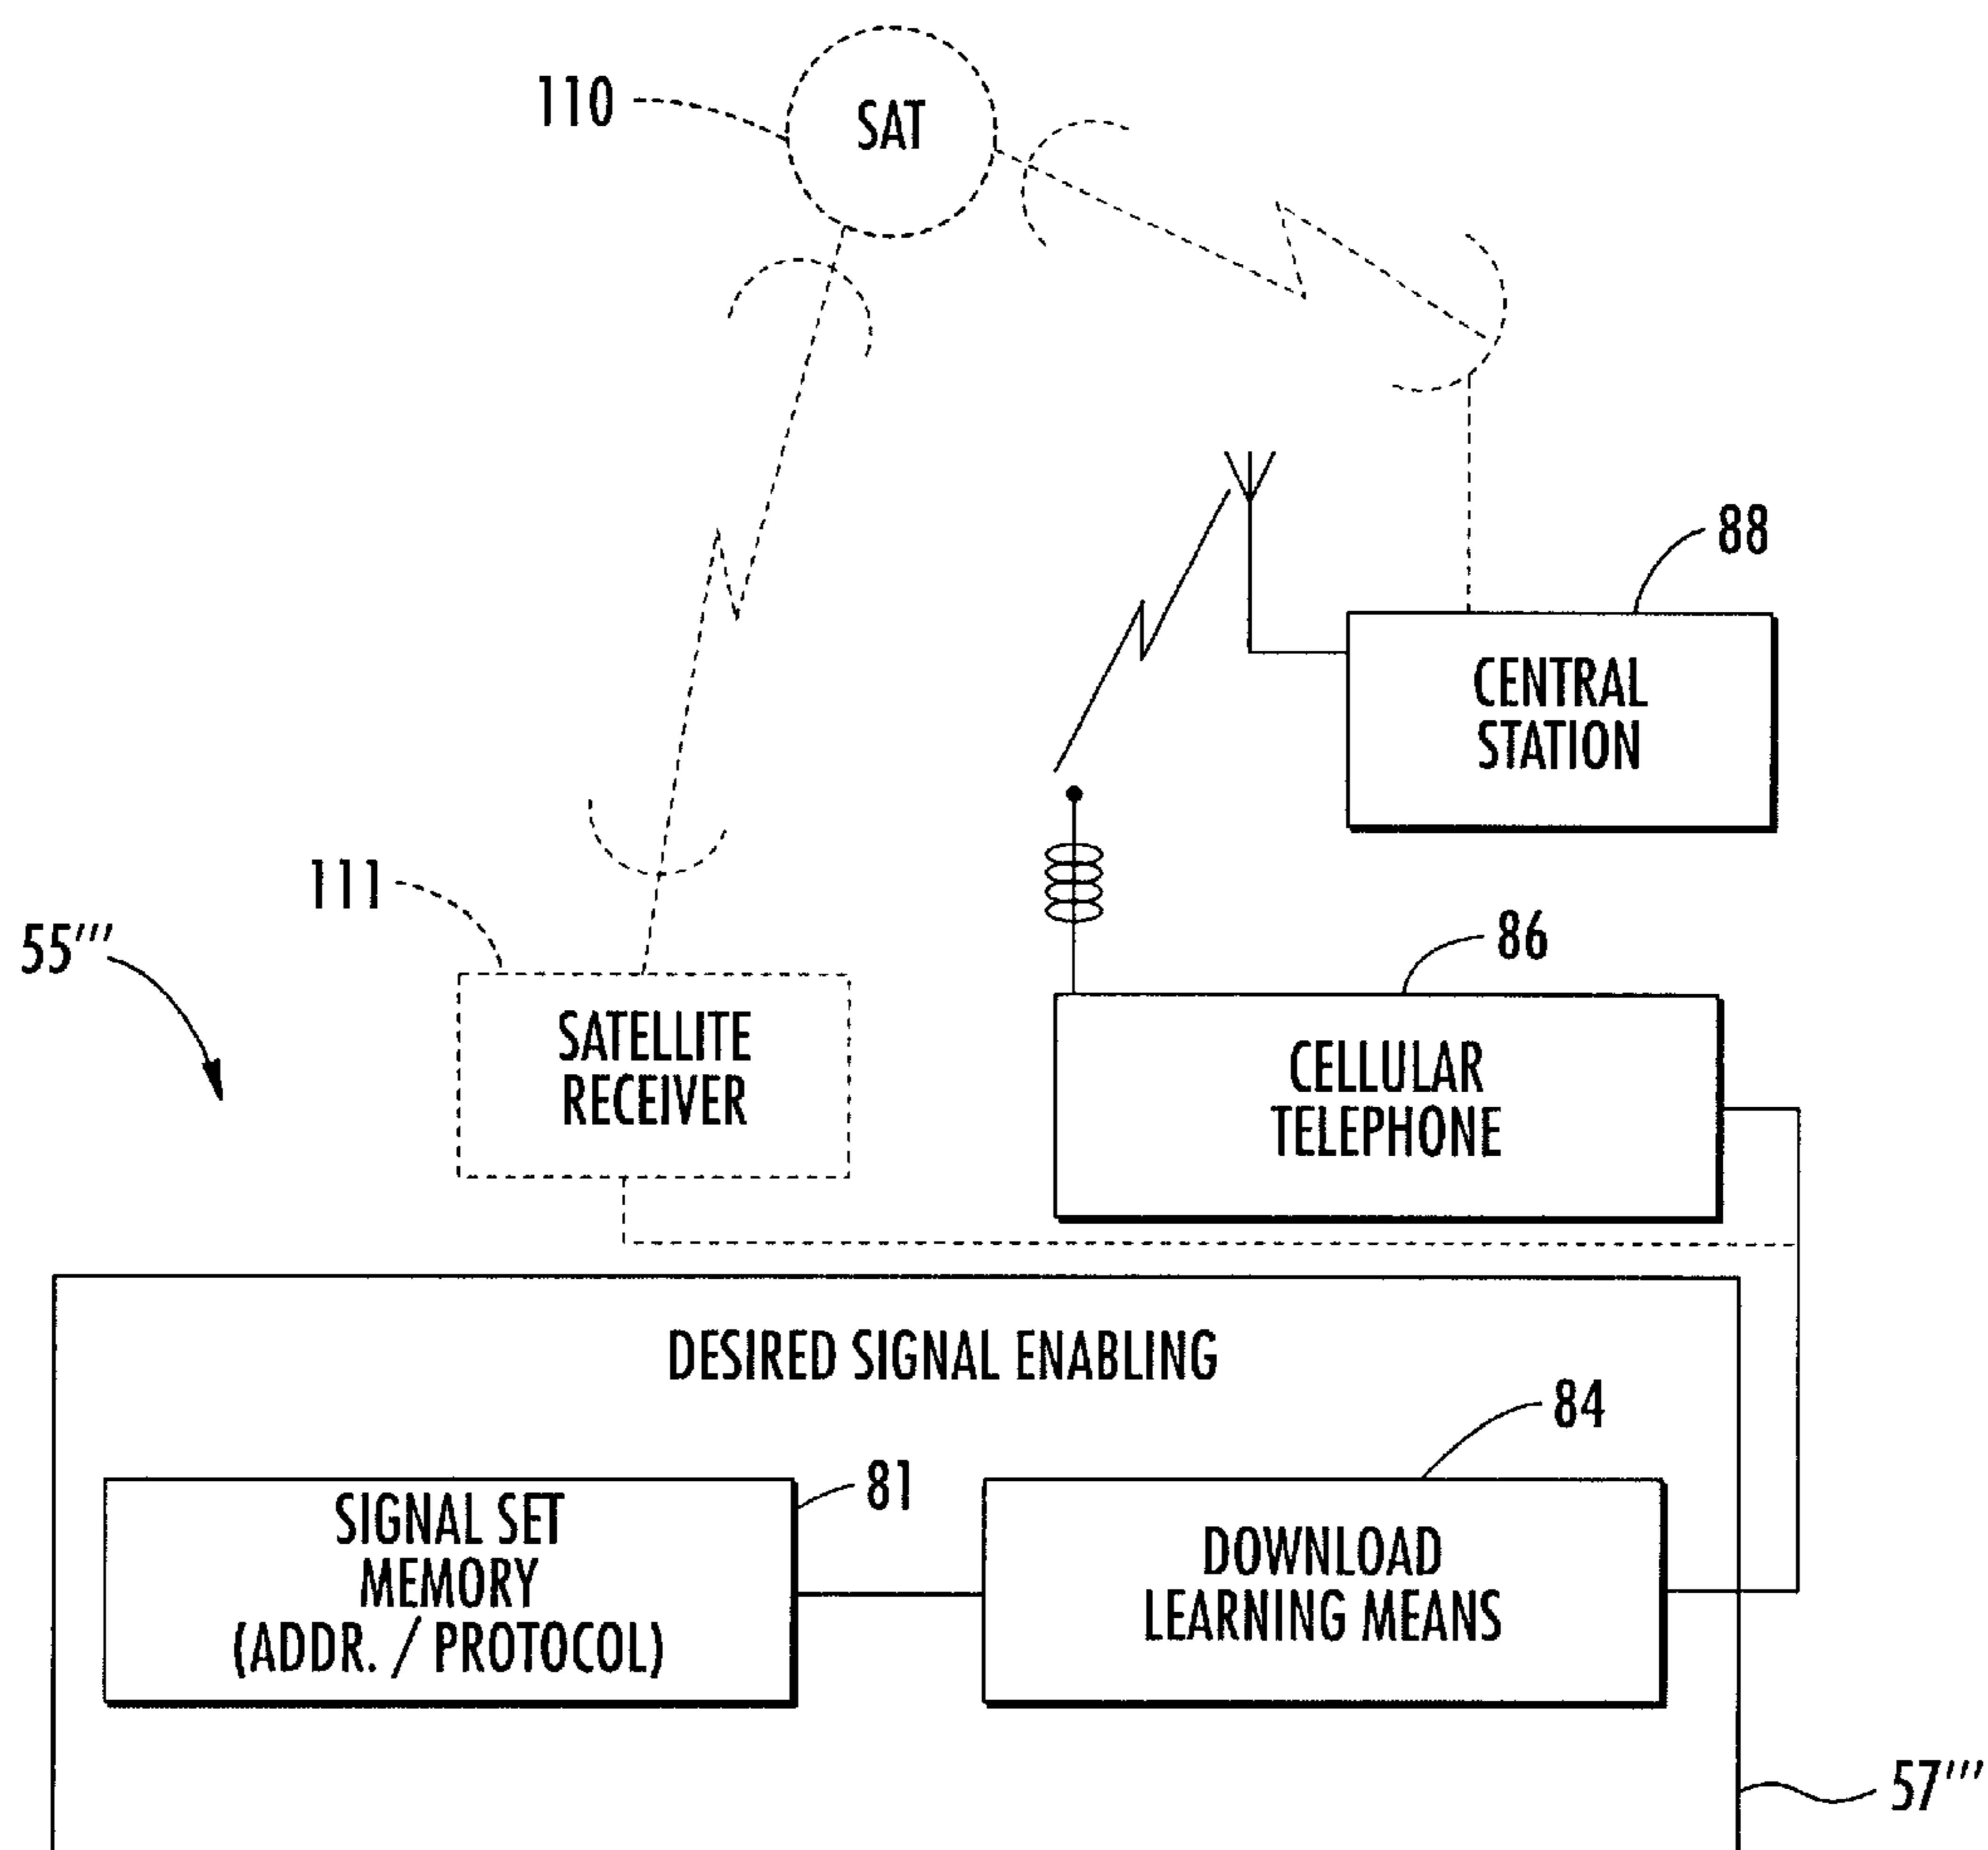 110
SAT
88
CENTRAL
STATION
111
55‴
86
SATELLITE
RECEIVER
CELLULAR
TELEPHONE
DESIRED SIGNAL ENABLING
84
81
SIGNAL SET
MEMORY
(ADDR. / PROTOCOL)
DOWNLOAD
LEARNING MEANS
57‴